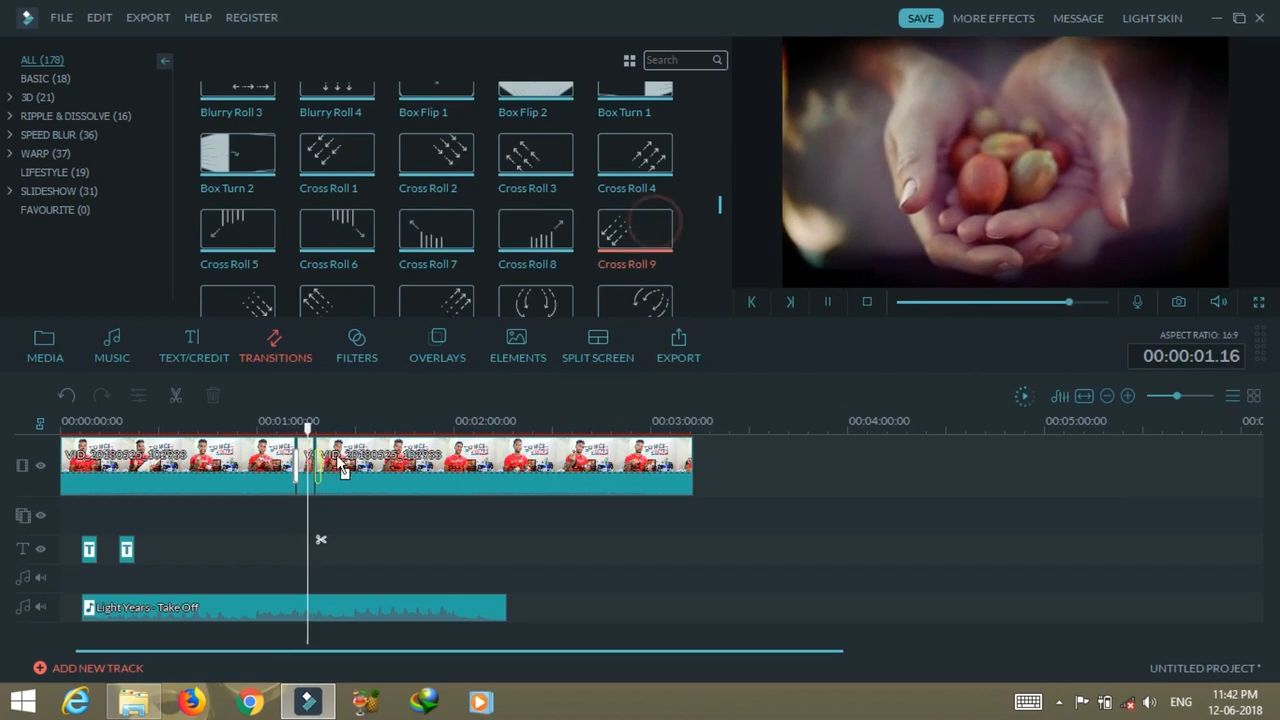 FILE EDIT EXPORT HELP REGISTER SAVE MORE EFFECTS MESSAGE LIGHT SKIN
ALL (178)
BASIC (18)
3D (21)
RIPPLE & DISSOLVE (16)
SPEED BLUR (36)
WARP (37)
LIFESTYLE (19)
SLIDESHOW (31)
FAVOURITE (0)
Search
Blurry Roll 3 Blurry Roll 4 Box Flip 1 Box Flip 2 Box Turn 1
Box Turn 2 Cross Roll 1 Cross Roll 2 Cross Roll 3 Cross Roll 4
Cross Roll 5 Cross Roll 6 Cross Roll 7 Cross Roll 8 Cross Roll 9
MEDIA MUSIC TEXT/CREDIT TRANSITIONS FILTERS OVERLAYS ELEMENTS SPLIT SCREEN EXPORT
ASPECT RATIO: 16:9
00:00:01.16
00:00:00:00 00:01:00:00 00:02:00:00 00:03:00:00 00:04:00:00 00:05:00:00
T T T
Light Years - Take Off
ADD NEW TRACK
UNTITLED PROJECT *
ENG
11:42 PM
12-06-2018